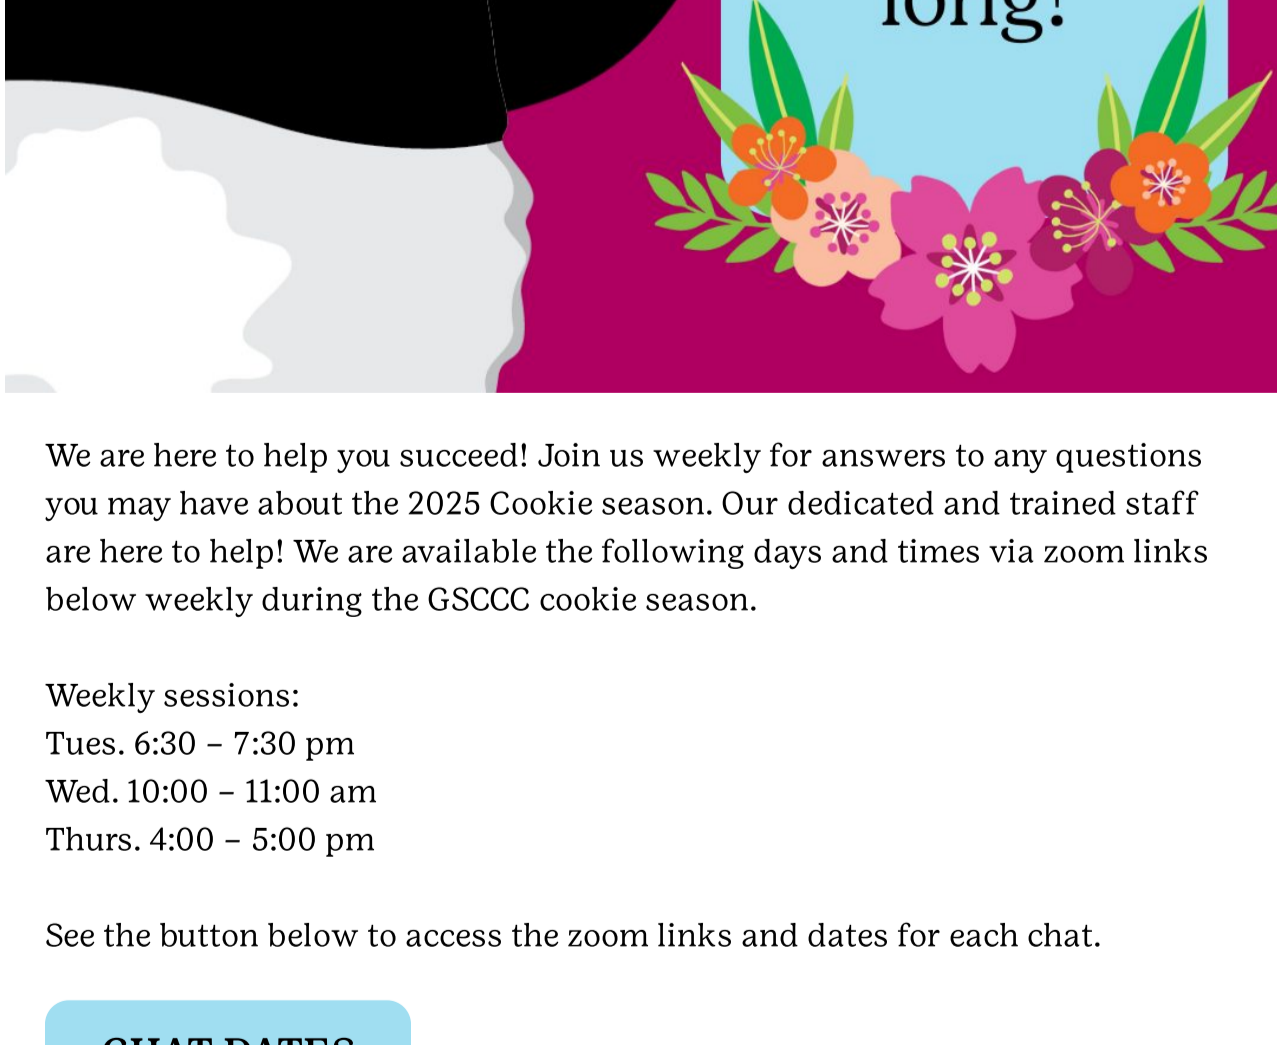 long!
We are here to help you succeed! Join us weekly for answers to any questions
you may have about the 2025 Cookie season. Our dedicated and trained staff
are here to help! We are available the following days and times via zoom links
below weekly during the GSCCC cookie season.
Weekly sessions:
Tues. 6:30 – 7:30 pm
Wed. 10:00 – 11:00 am
Thurs. 4:00 – 5:00 pm
See the button below to access the zoom links and dates for each chat.
CHAT DATES